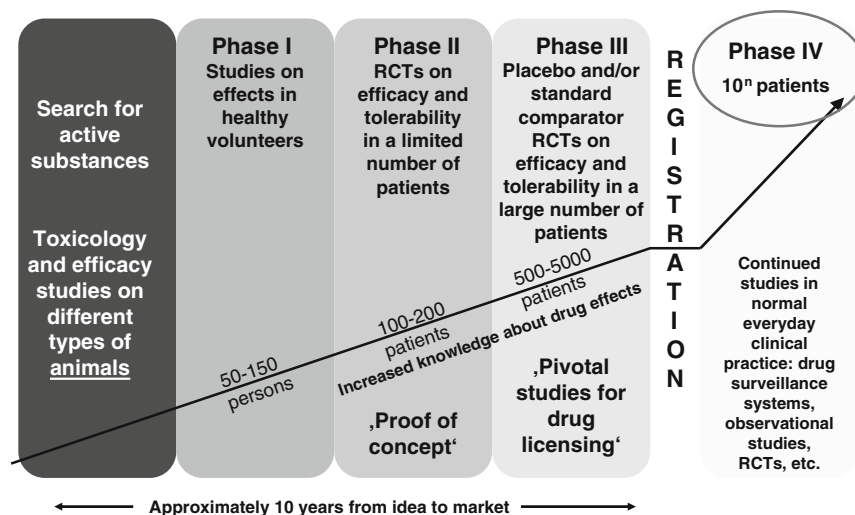 Search for
active
substances
Toxicology
and efficacy
studies on
different
types of
animals
Phase I
Studies on
effects in
healthy
volunteers
50-150
persons
Phase II
RCTs on
efficacy and
tolerability
in a limited
number of
patients
100-200
patients
‚Proof of
concept‘
Phase III
Placebo and/or
standard
comparator
RCTs on
efficacy and
tolerability in a
large number of
patients
500-5000
patients
Increased knowledge about drug effects
‚Pivotal
studies for
drug
licensing‘
REGISTRATION
Phase IV
10ⁿ patients
Continued
studies in
normal
everyday
clinical
practice: drug
surveillance
systems,
observational
studies,
RCTs, etc.
Approximately 10 years from idea to market